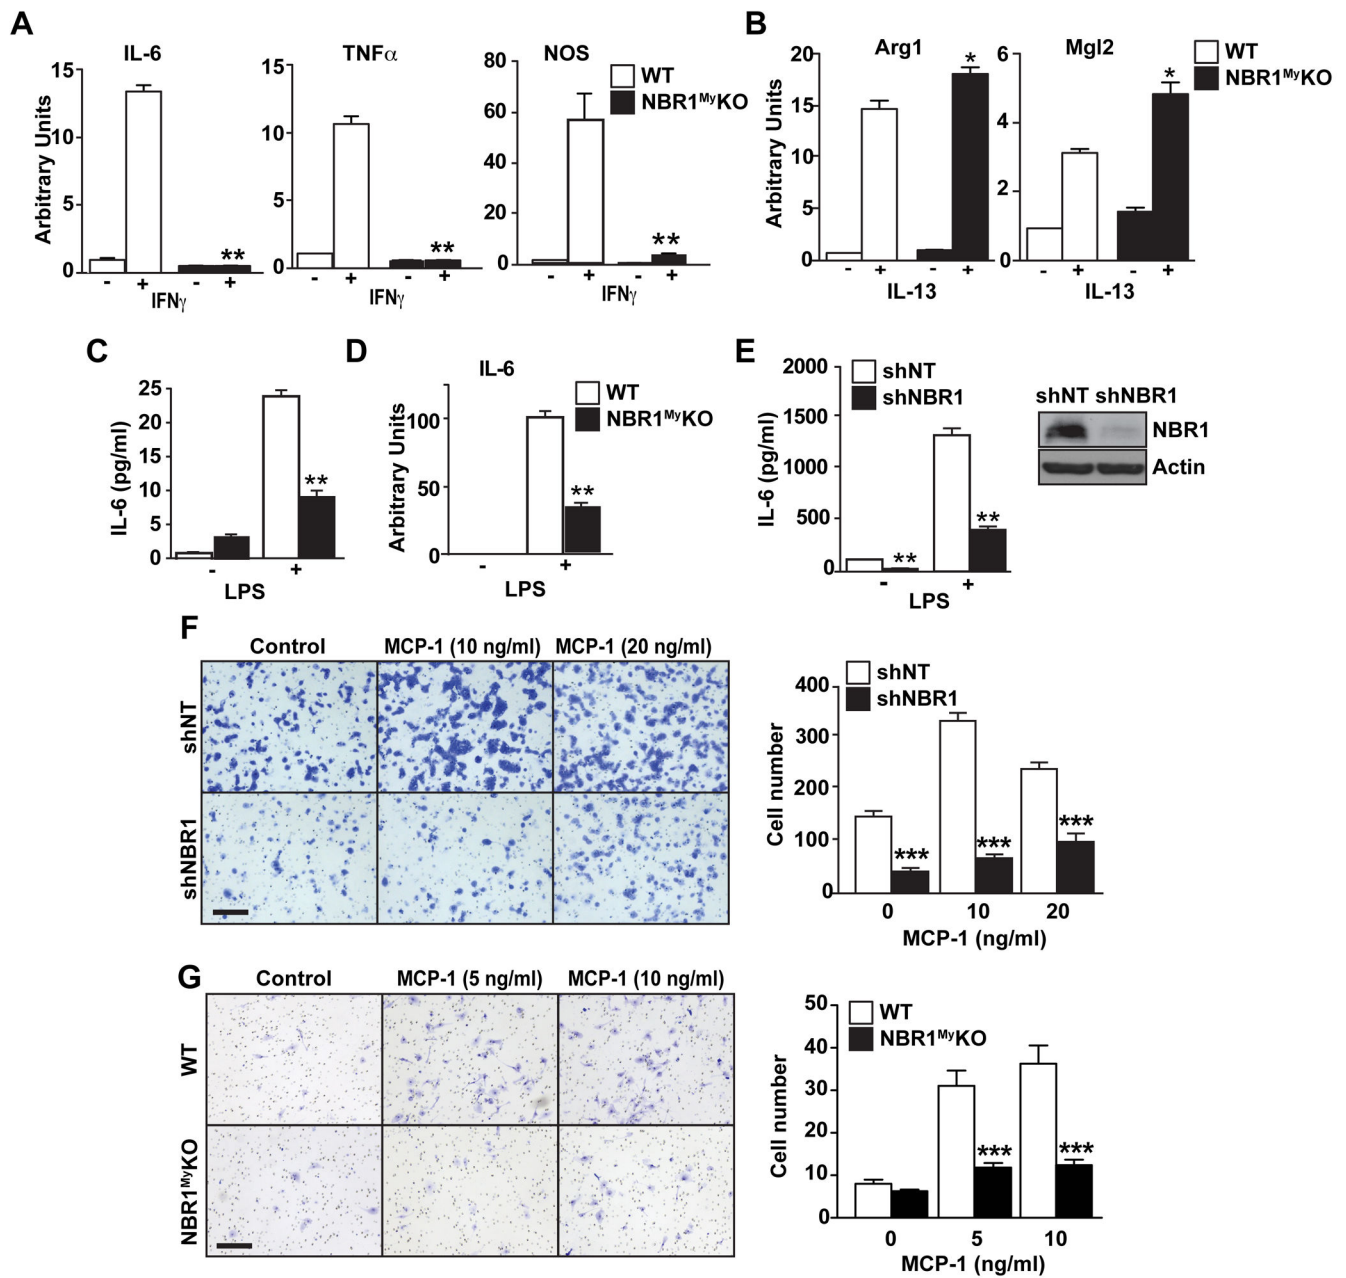 A
IL-6
TNFα
NOS
WT
NBR1MyKO
Arbitrary Units
15
10
5
0
- + - +
**
IFNγ
15
10
5
0
- + - +
**
IFNγ
80
60
40
20
0
- + - +
**
IFNγ
B
Arg1
Mgl2
WT
NBR1MyKO
Arbitrary Units
20
15
10
5
0
*
- + - +
IL-13
6
4
2
0
*
- + - +
IL-13
C
IL-6 (pg/ml)
25
20
15
10
5
0
**
- +
LPS
D
IL-6
WT
NBR1MyKO
Arbitrary Units
100
50
0
**
- +
LPS
E
shNT
shNBR1
IL-6 (pg/ml)
2000
1500
1000
500
0
**
**
- +
LPS
shNT shNBR1
NBR1
Actin
F
Control
MCP-1 (10 ng/ml)
MCP-1 (20 ng/ml)
shNT
shNBR1
shNT
shNBR1
Cell number
400
300
200
100
0
***
***
***
0 10 20
MCP-1 (ng/ml)
G
Control
MCP-1 (5 ng/ml)
MCP-1 (10 ng/ml)
WT
NBR1MyKO
WT
NBR1MyKO
Cell number
50
40
30
20
10
0
***
***
0 5 10
MCP-1 (ng/ml)